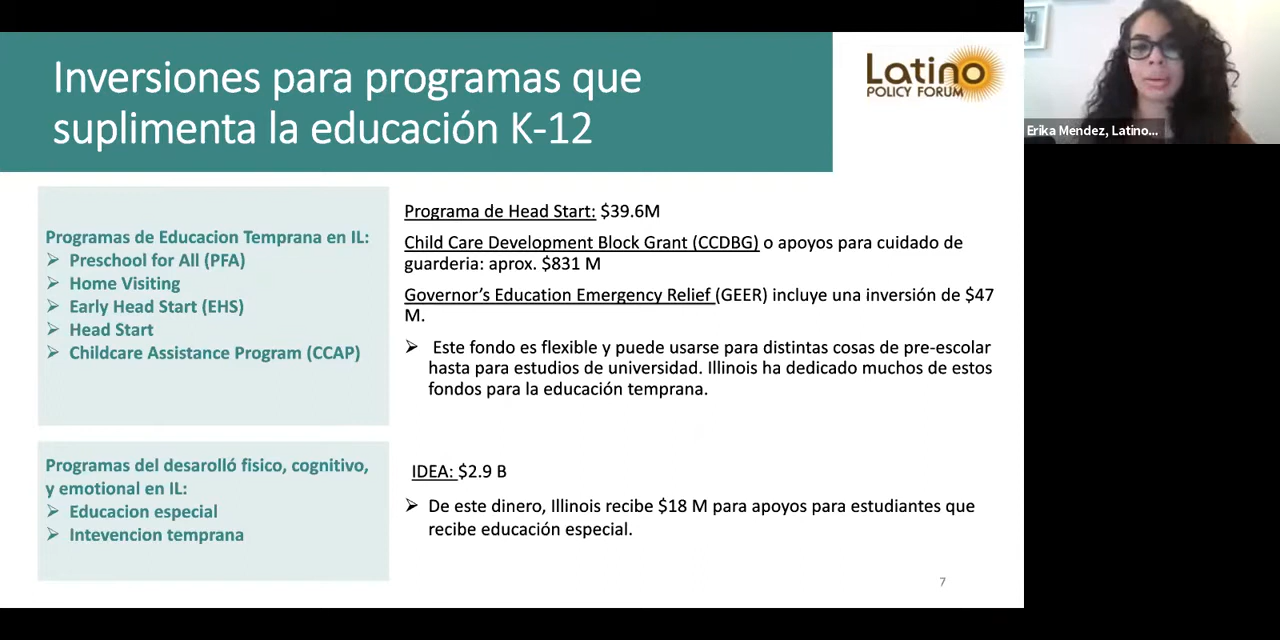 Inversiones para programas que
suplimenta la educación K-12
Latino
POLICY FORUM
Erika Mendez, Latino...
Programas de Educacion Temprana en IL:
Preschool for All (PFA)
Home Visiting
Early Head Start (EHS)
Head Start
Childcare Assistance Program (CCAP)
Programa de Head Start: $39.6M
Child Care Development Block Grant (CCDBG) o apoyos para cuidado de
guarderia: aprox. $831 M
Governor's Education Emergency Relief (GEER) incluye una inversión de $47
M.
Este fondo es flexible y puede usarse para distintas cosas de pre-escolar
hasta para estudios de universidad. Illinois ha dedicado muchos de estos
fondos para la educación temprana.
Programas del desarolló fisico, cognitivo,
y emotional en IL:
Educacion especial
Intevencion temprana
IDEA: $2.9 B
De este dinero, Illinois recibe $18 M para apoyos para estudiantes que
recibe educación especial.
7